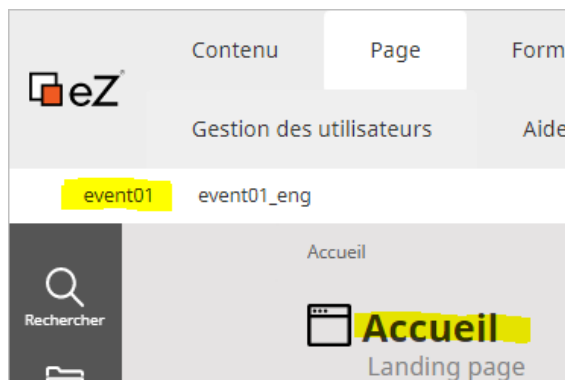 Contenu Page Form
eZ
Gestion des utilisateurs Aide
event01 event01_eng
Accueil
Rechercher
Accueil
Landing page